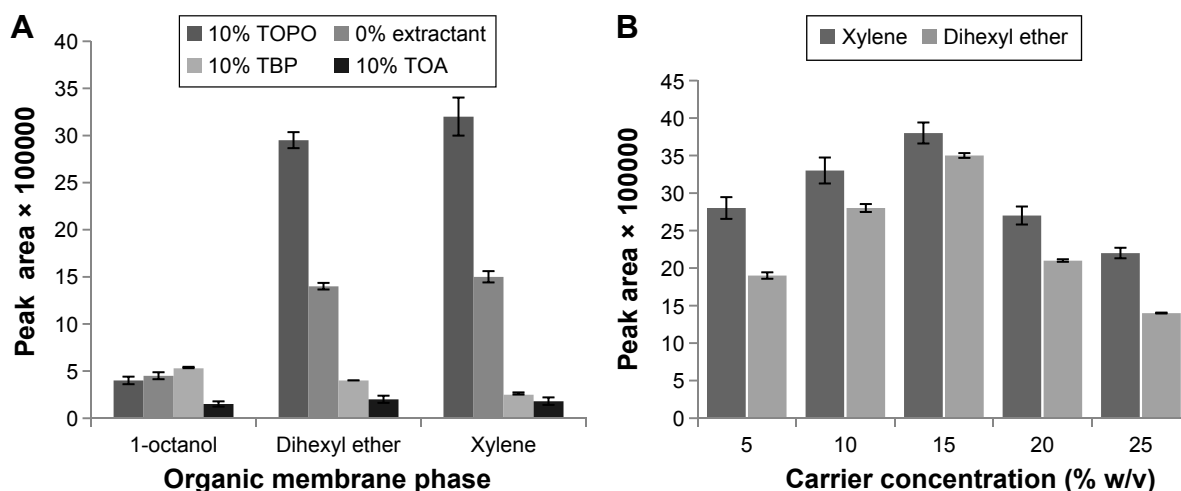 A
10% TOPO 0% extractant
10% TBP 10% TOA
40
35
30
25
20
15
10
5
0
Peak area × 100000
1-octanol Dihexyl ether Xylene
Organic membrane phase
B
Xylene Dihexyl ether
45
40
35
30
25
20
15
10
5
0
Peak area × 100000
5 10 15 20 25
Carrier concentration (% w/v)